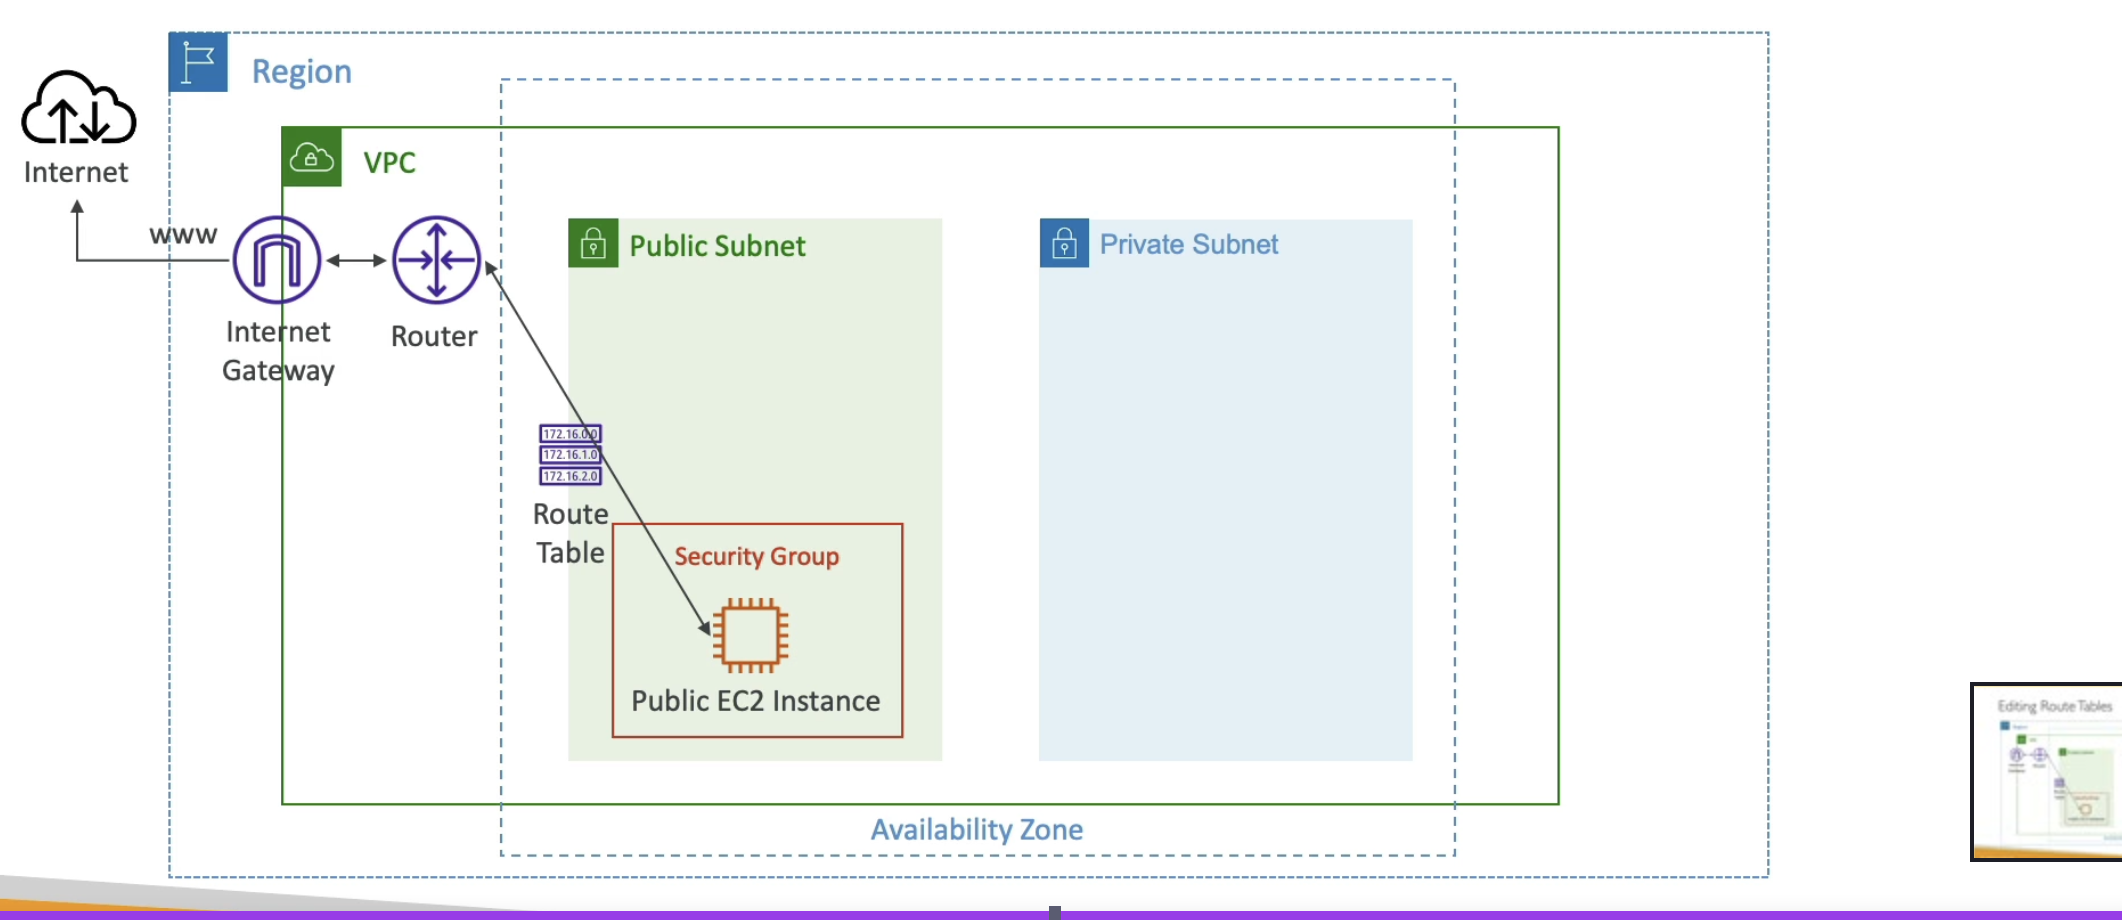 Region
Internet
VPC
www
Internet
Gateway
Router
Public Subnet
Private Subnet
172.16.0.0
172.16.1.0
172.16.2.0
Route
Table
Security Group
Public EC2 Instance
Availability Zone
Editing Route Tables